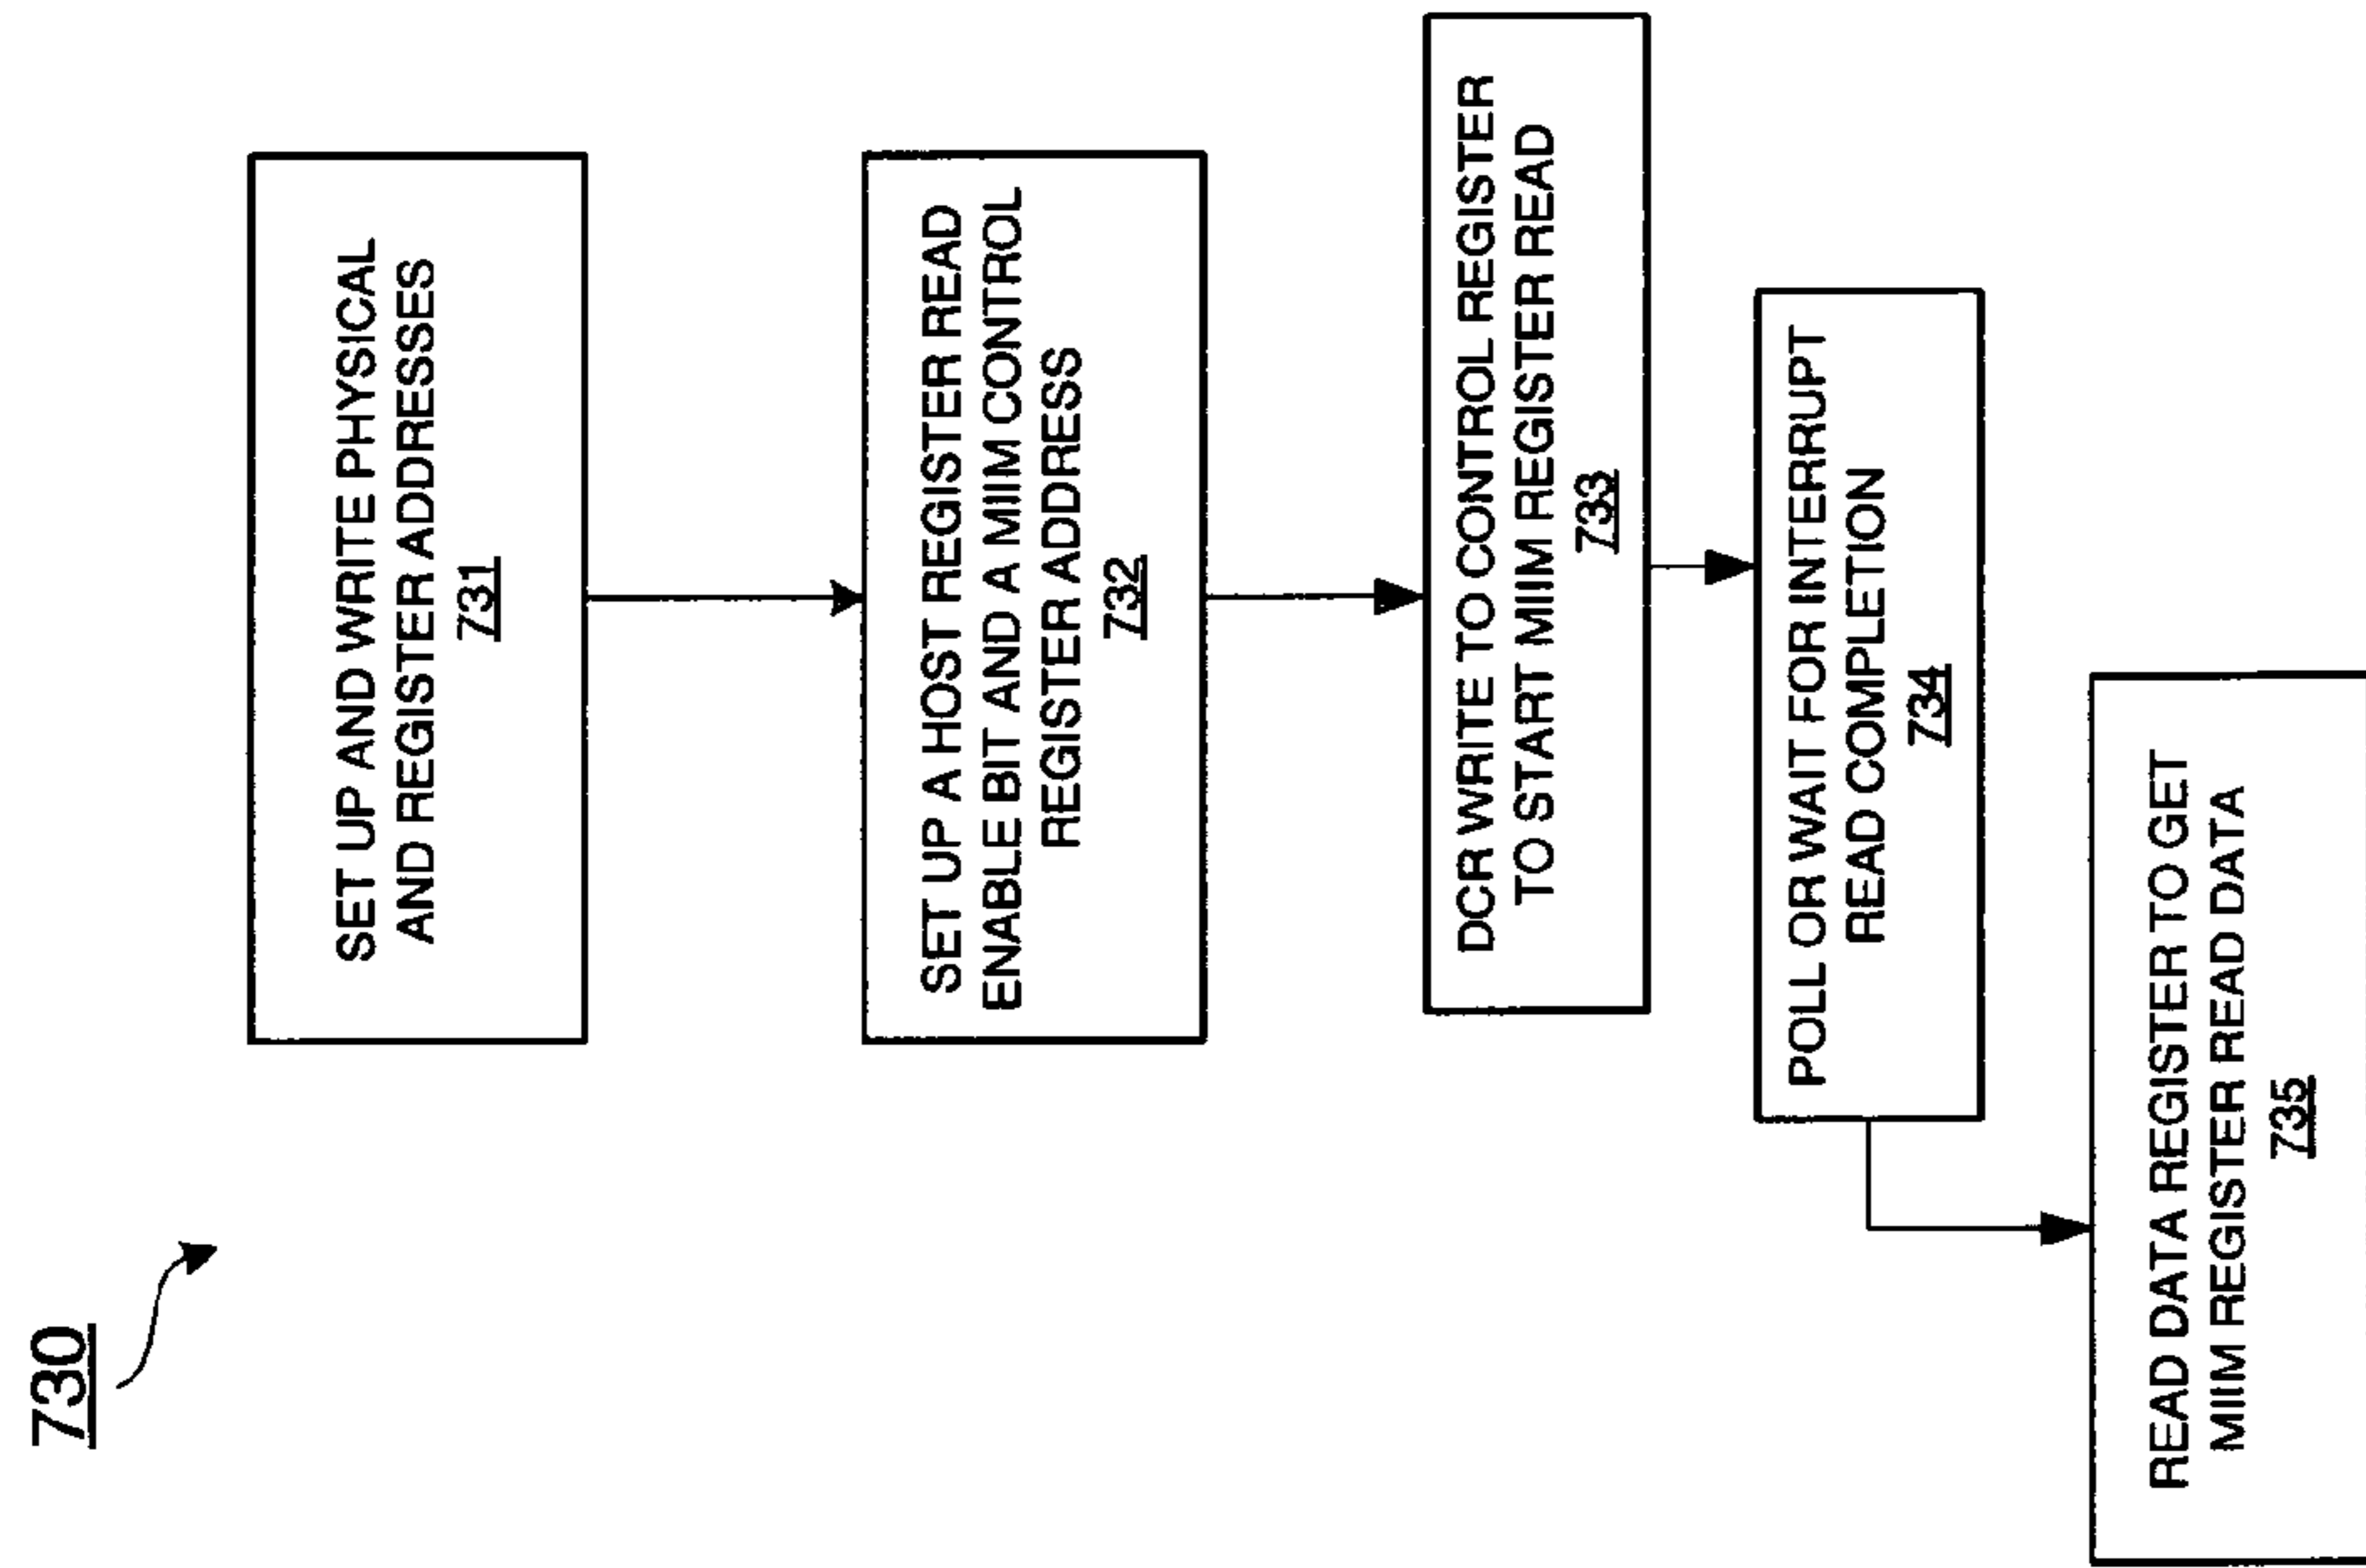 730
SET UP AND WRITE PHYSICAL
AND REGISTER ADDRESSES
731
SET UP A HOST REGISTER READ
ENABLE BIT AND A MIIM CONTROL
REGISTER ADDRESS
732
DCR WRITE TO CONTROL REGISTER
TO START MIIM REGISTER READ
733
POLL OR WAIT FOR INTERRUPT
READ COMPLETION
734
READ DATA REGISTER TO GET
MIIM REGISTER READ DATA
735